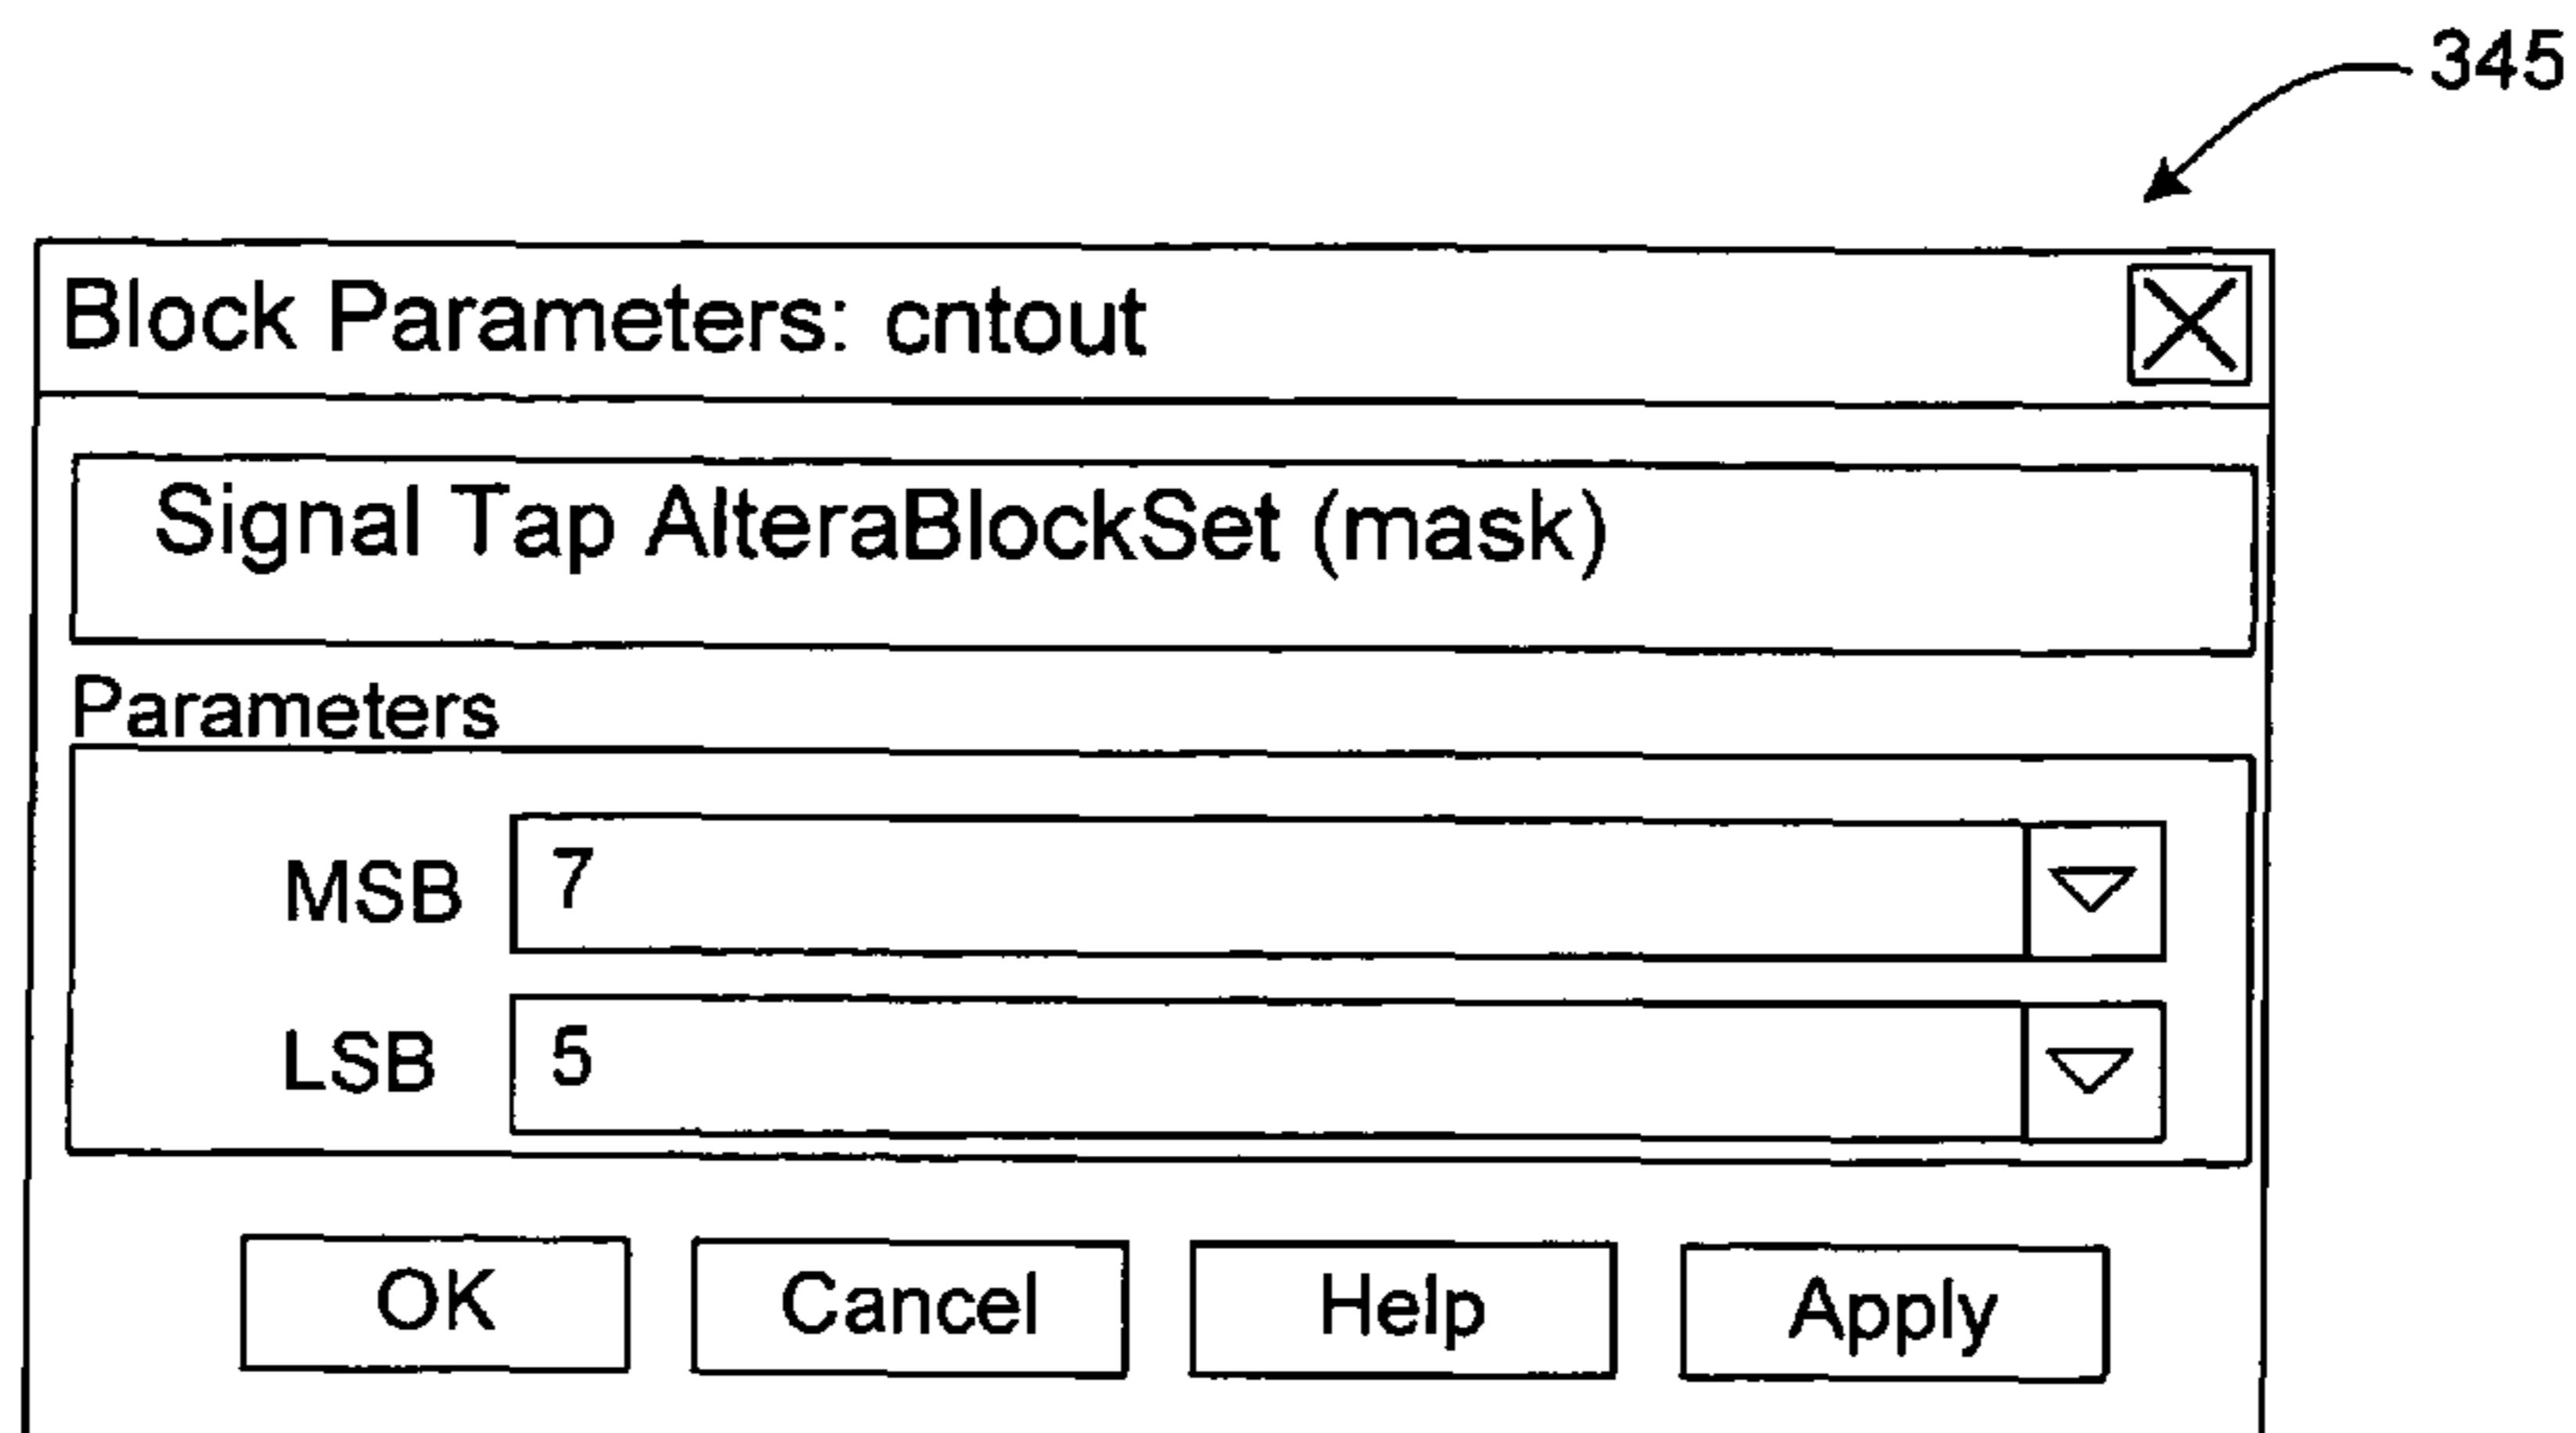 345
Block Parameters: cntout
Signal Tap AlteraBlockSet (mask)
Parameters
MSB 7
LSB 5
OK Cancel Help Apply